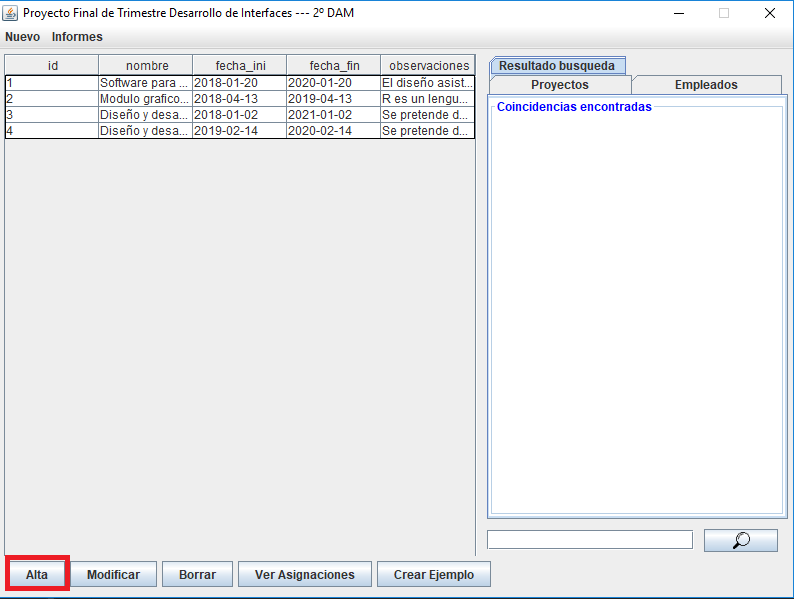 Proyecto Final de Trimestre Desarrollo de Interfaces --- 2º DAM
Nuevo Informes
id nombre fecha_ini fecha_fin observaciones
1 Software para ... 2018-01-20 2020-01-20 El diseño asist...
2 Modulo grafico... 2018-04-13 2019-04-13 R es un lengu...
3 Diseño y desa... 2018-01-02 2021-01-02 Se pretende d...
4 Diseño y desa... 2019-02-14 2020-02-14 Se pretende d...
Resultado busqueda
Proyectos Empleados
Coincidencias encontradas
Alta Modificar Borrar Ver Asignaciones Crear Ejemplo